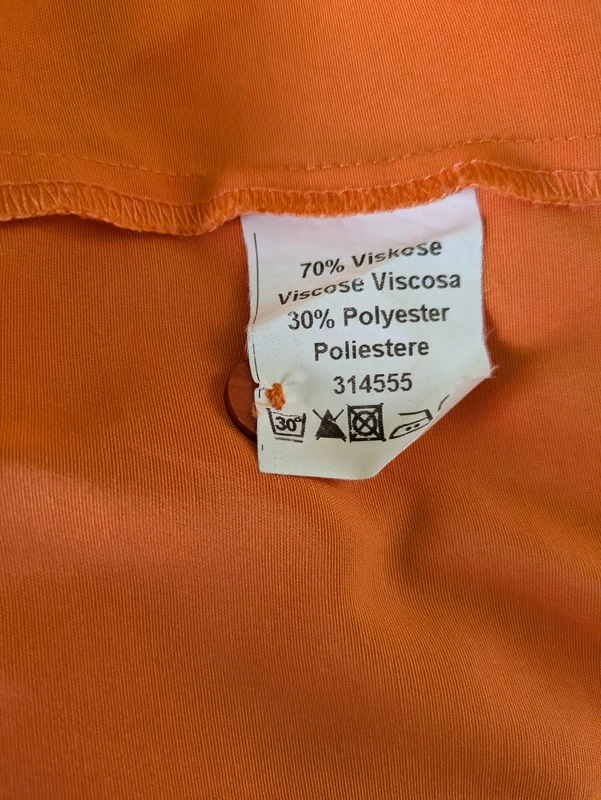 70% Viskose
Viscose Viscosa
30% Polyester
Poliestere
314555
30°